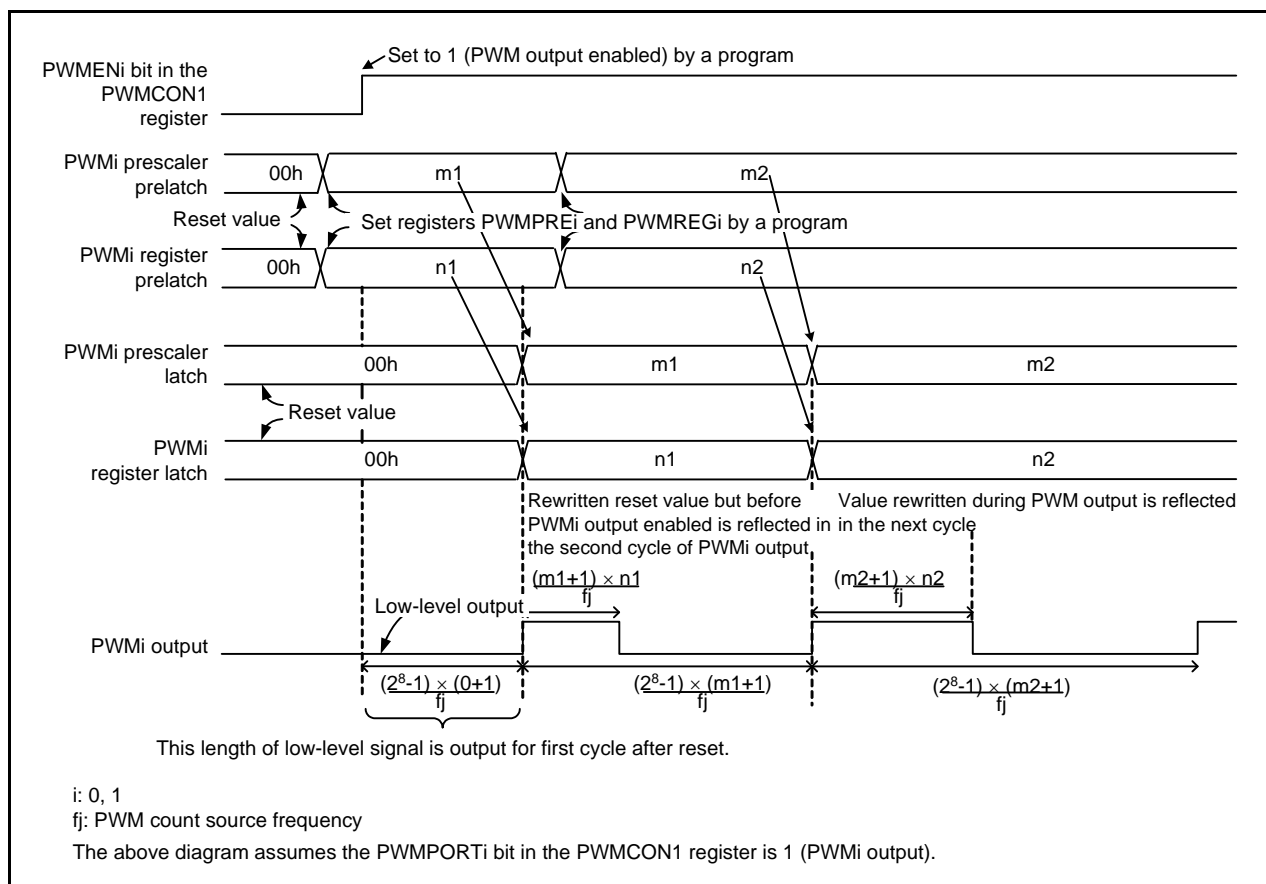 Set to 1 (PWM output enabled) by a program
PWMENi bit in the
PWMCON1
register
PWMi prescaler
prelatch
00h
m1
m2
Reset value
Set registers PWMPREi and PWMREGi by a program
PWMi register
prelatch
00h
n1
n2
PWMi prescaler
latch
00h
m1
m2
Reset value
PWMi
register latch
00h
n1
n2
Rewritten reset value but before
PWMi output enabled is reflected in
the second cycle of PWMi output
Value rewritten during PWM output is reflected
in the next cycle
(m1+1) × n1
fj
(m2+1) × n2
fj
Low-level output
PWMi output
(2⁸-1) × (0+1)
fj
(2⁸-1) × (m1+1)
fj
(2⁸-1) × (m2+1)
fj
This length of low-level signal is output for first cycle after reset.
i: 0, 1
fj: PWM count source frequency
The above diagram assumes the PWMPORTi bit in the PWMCON1 register is 1 (PWMi output).